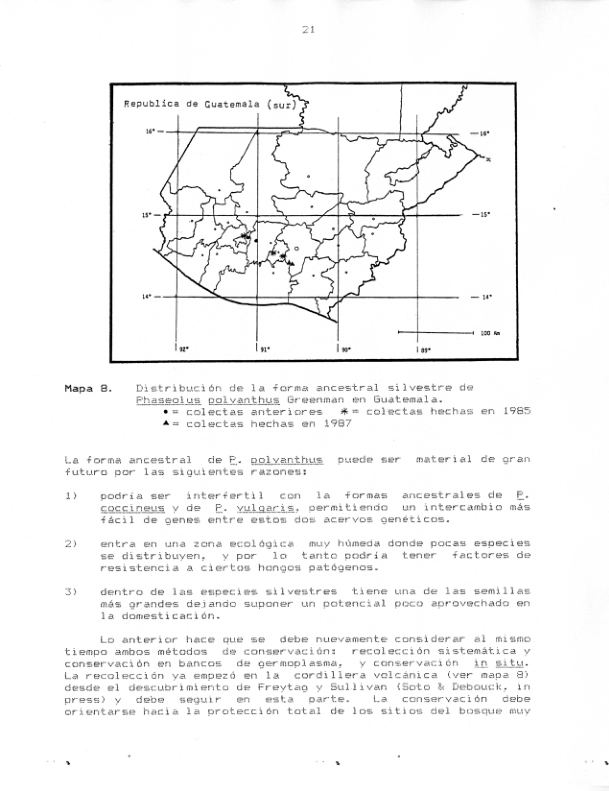 21
Republica de Guatemala (sur)
16°
16°
15°
15°
14°
14°
100 Km
92°
91°
90°
89°
Mapa 8. Distribución de la forma ancestral silvestre de
Phaseolus polyanthus Greenman en Guatemala.
● = colectas anteriores ✱ = colectas hechas en 1985
▲ = colectas hechas en 1987
La forma ancestral de P. polyanthus puede ser material de gran
futuro por las siguientes razones:
1) podría ser interfertil con la formas ancestrales de P.
coccineus y de P. vulgaris, permitiendo un intercambio más
fácil de genes entre estos dos acervos genéticos.
2) entra en una zona ecológica muy húmeda donde pocas especies
se distribuyen, y por lo tanto podría tener factores de
resistencia a ciertos hongos patógenos.
3) dentro de las especies silvestres tiene una de las semillas
más grandes dejando suponer un potencial poco aprovechado en
la domesticación.
Lo anterior hace que se debe nuevamente considerar al mismo
tiempo ambos métodos de conservación: recolección sistemática y
conservación en bancos de germoplasma, y conservación in situ.
La recolección ya empezó en la cordillera volcánica (ver mapa 8)
desde el descubrimiento de Freytag y Sullivan (Soto & Debouck, in
press) y debe seguir en esta parte. La conservación debe
orientarse hacia la protección total de los sitios del bosque muy